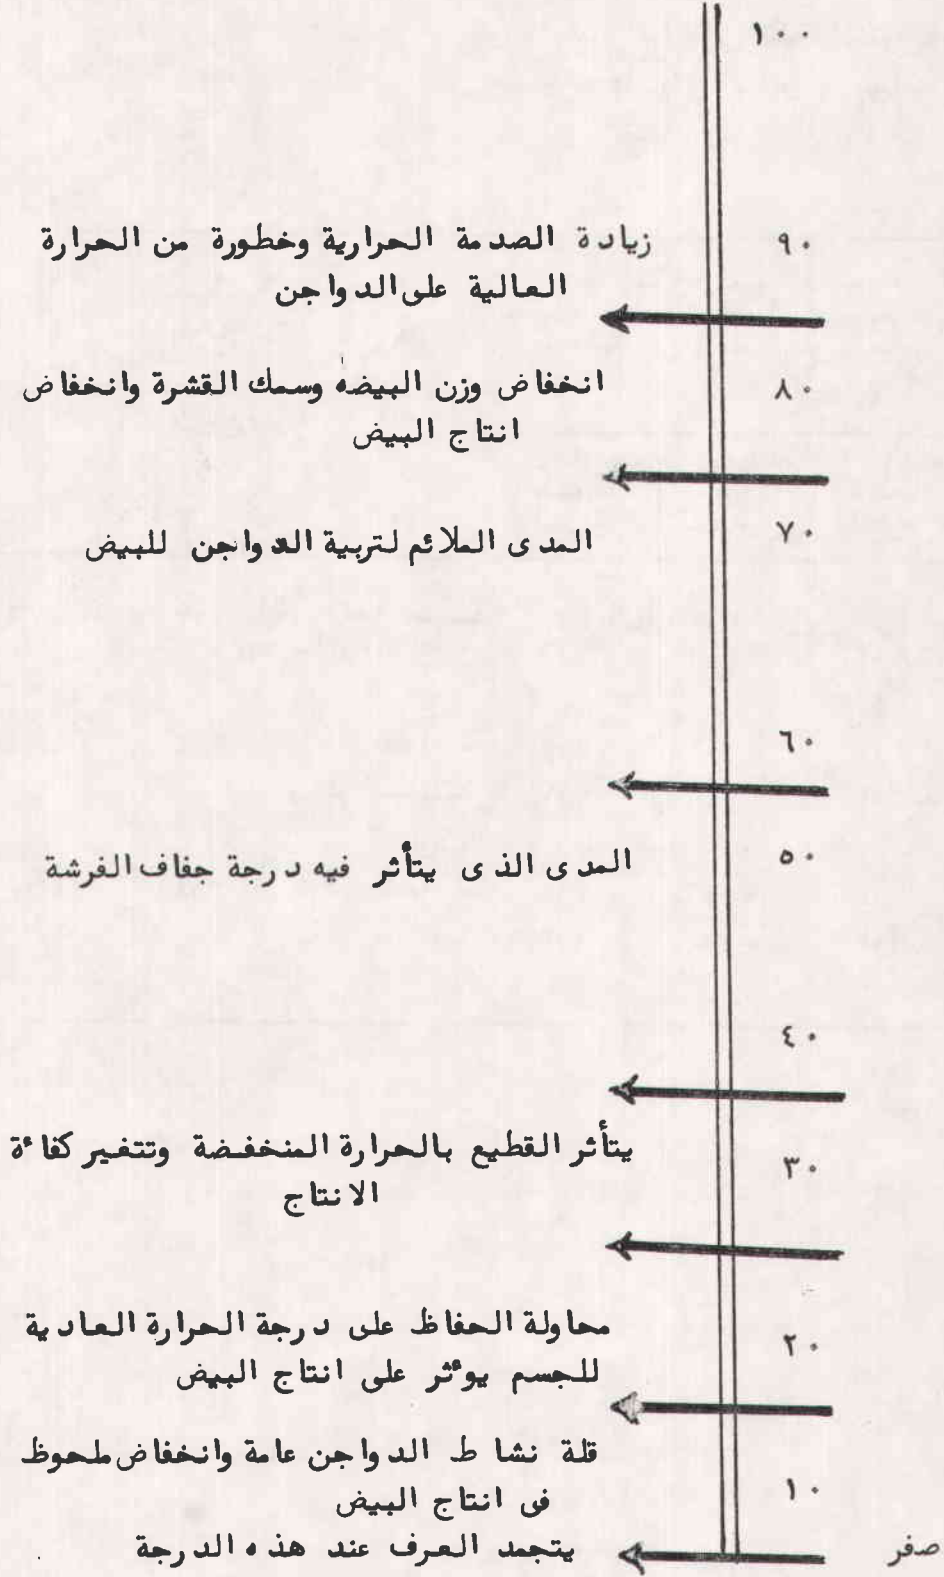 ١٠٠
٩٠
زيادة الصدمة الحرارية وخطورة من الحرارة
العالية على الدواجن
٨٠
انخفاض وزن البيضه وسمك القشرة وانخفاض
انتاج البيض
٧٠
المدى الملائم لتربية الدواجن للبيض
٦٠
٥٠
المدى الذى يتأثر فيه درجة جفاف الفرشة
٤٠
٣٠
يتأثر القطيع بالحرارة المنخفضة وتتغير كفاءة
الانتاج
٢٠
محاولة الحفاظ على درجة الحرارة العادية
للجسم يوءثر على انتاج البيض
١٠
قلة نشاط الدواجن عامة وانخفاض ملحوظ
فى انتاج البيض
صفر
يتجمد العرف عند هذه الدرجة